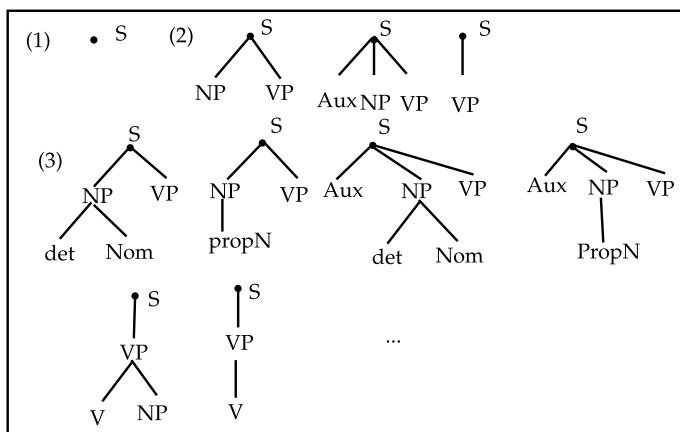 (1) S (2) S S S
NP VP Aux NP VP VP
(3) S S S S
NP VP NP VP Aux NP VP Aux NP VP
det Nom propN det Nom PropN
S S
VP VP ...
V NP V